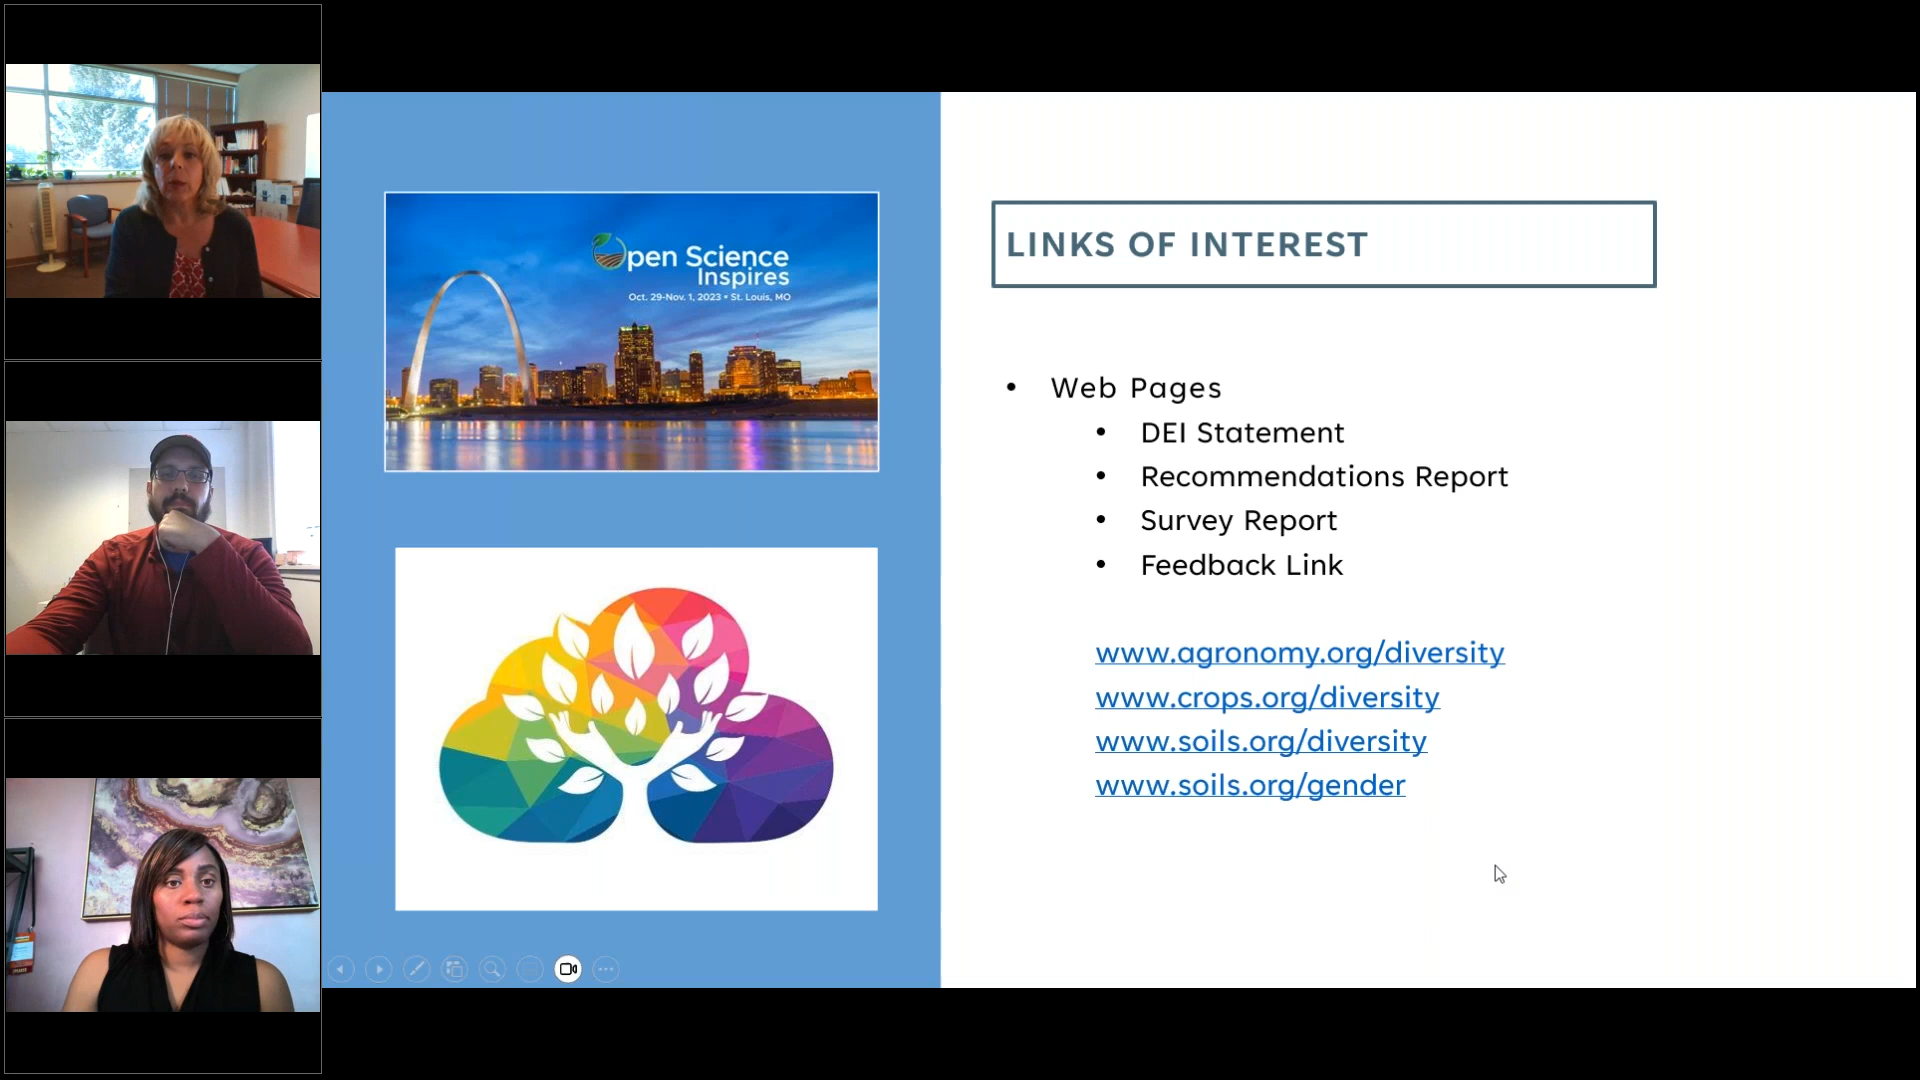 Open Science
Inspires
Oct. 29-Nov. 1, 2023 • St. Louis, MO
LINKS OF INTEREST
• Web Pages
• DEI Statement
• Recommendations Report
• Survey Report
• Feedback Link
www.agronomy.org/diversity
www.crops.org/diversity
www.soils.org/diversity
www.soils.org/gender